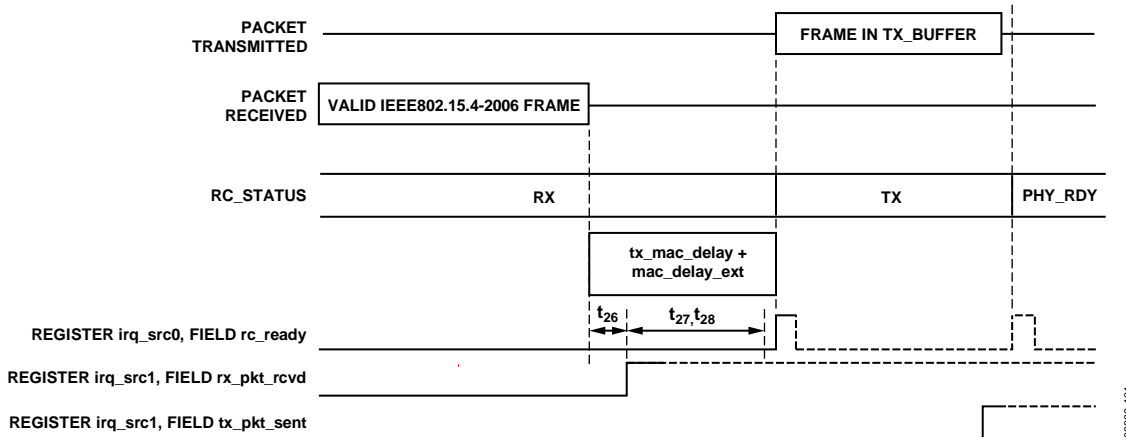 PACKET
TRANSMITTED
FRAME IN TX_BUFFER
PACKET
RECEIVED
VALID IEEE802.15.4-2006 FRAME
RC_STATUS
RX
TX
PHY_RDY
tx_mac_delay +
mac_delay_ext
t26
t27,t28
REGISTER irq_src0, FIELD rc_ready
REGISTER irq_src1, FIELD rx_pkt_rcvd
REGISTER irq_src1, FIELD tx_pkt_sent